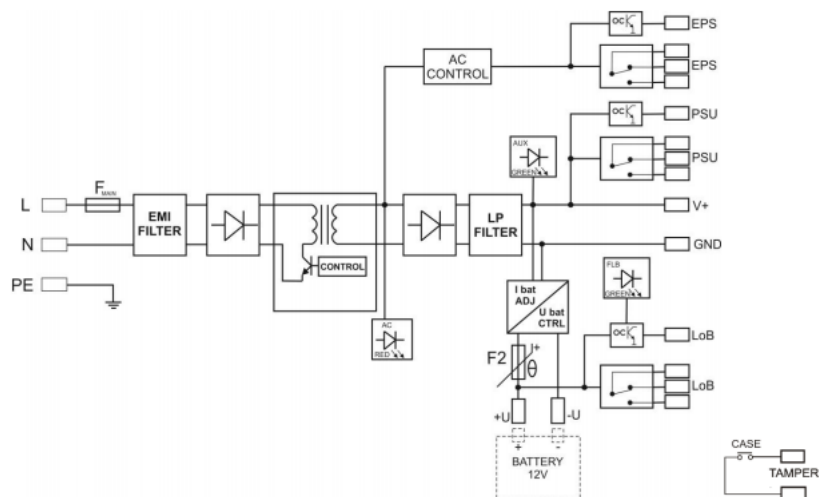 OC
EPS
AC
CONTROL
EPS
OC
PSU
AUX
GREEN
PSU
L
F MAIN
EMI
FILTER
LP
FILTER
V+
N
GND
CONTROL
PE
I bat
ADJ
U bat
CTRL
FLB
GREEN
AC
RED
F2
I+
θ
OC
LoB
LoB
+U
-U
+
-
BATTERY
12V
CASE
TAMPER